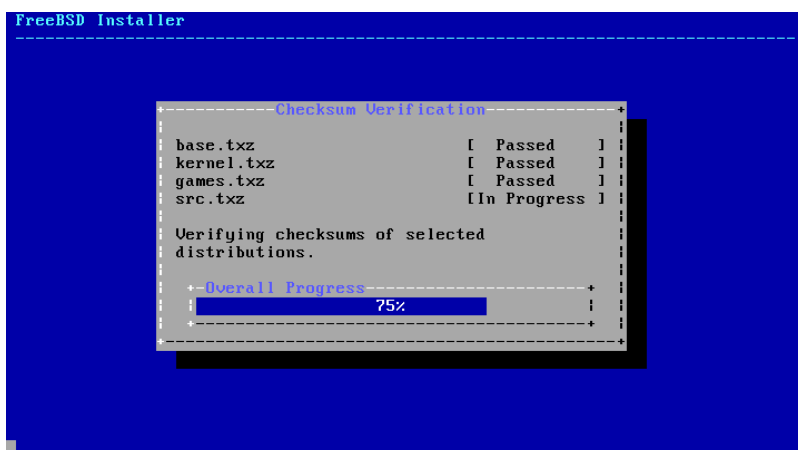 FreeBSD Installer
Checksum Verification
base.txz [ Passed ]
kernel.txz [ Passed ]
games.txz [ Passed ]
src.txz [In Progress ]
Verifying checksums of selected
distributions.
Overall Progress
75%